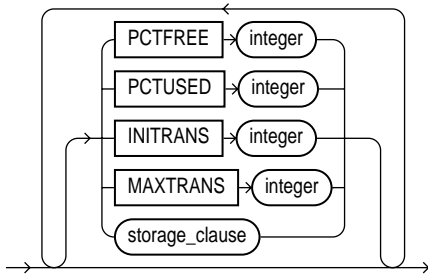 PCTFREE integer
PCTUSED integer
INITRANS integer
MAXTRANS integer
storage_clause